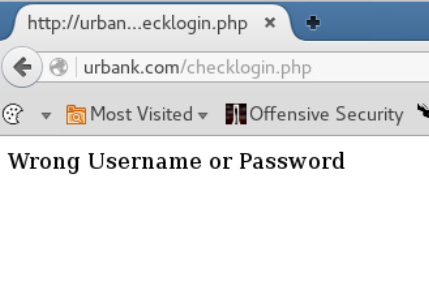 http://urban...ecklogin.php
urbank.com/checklogin.php
Most Visited
Offensive Security
Wrong Username or Password